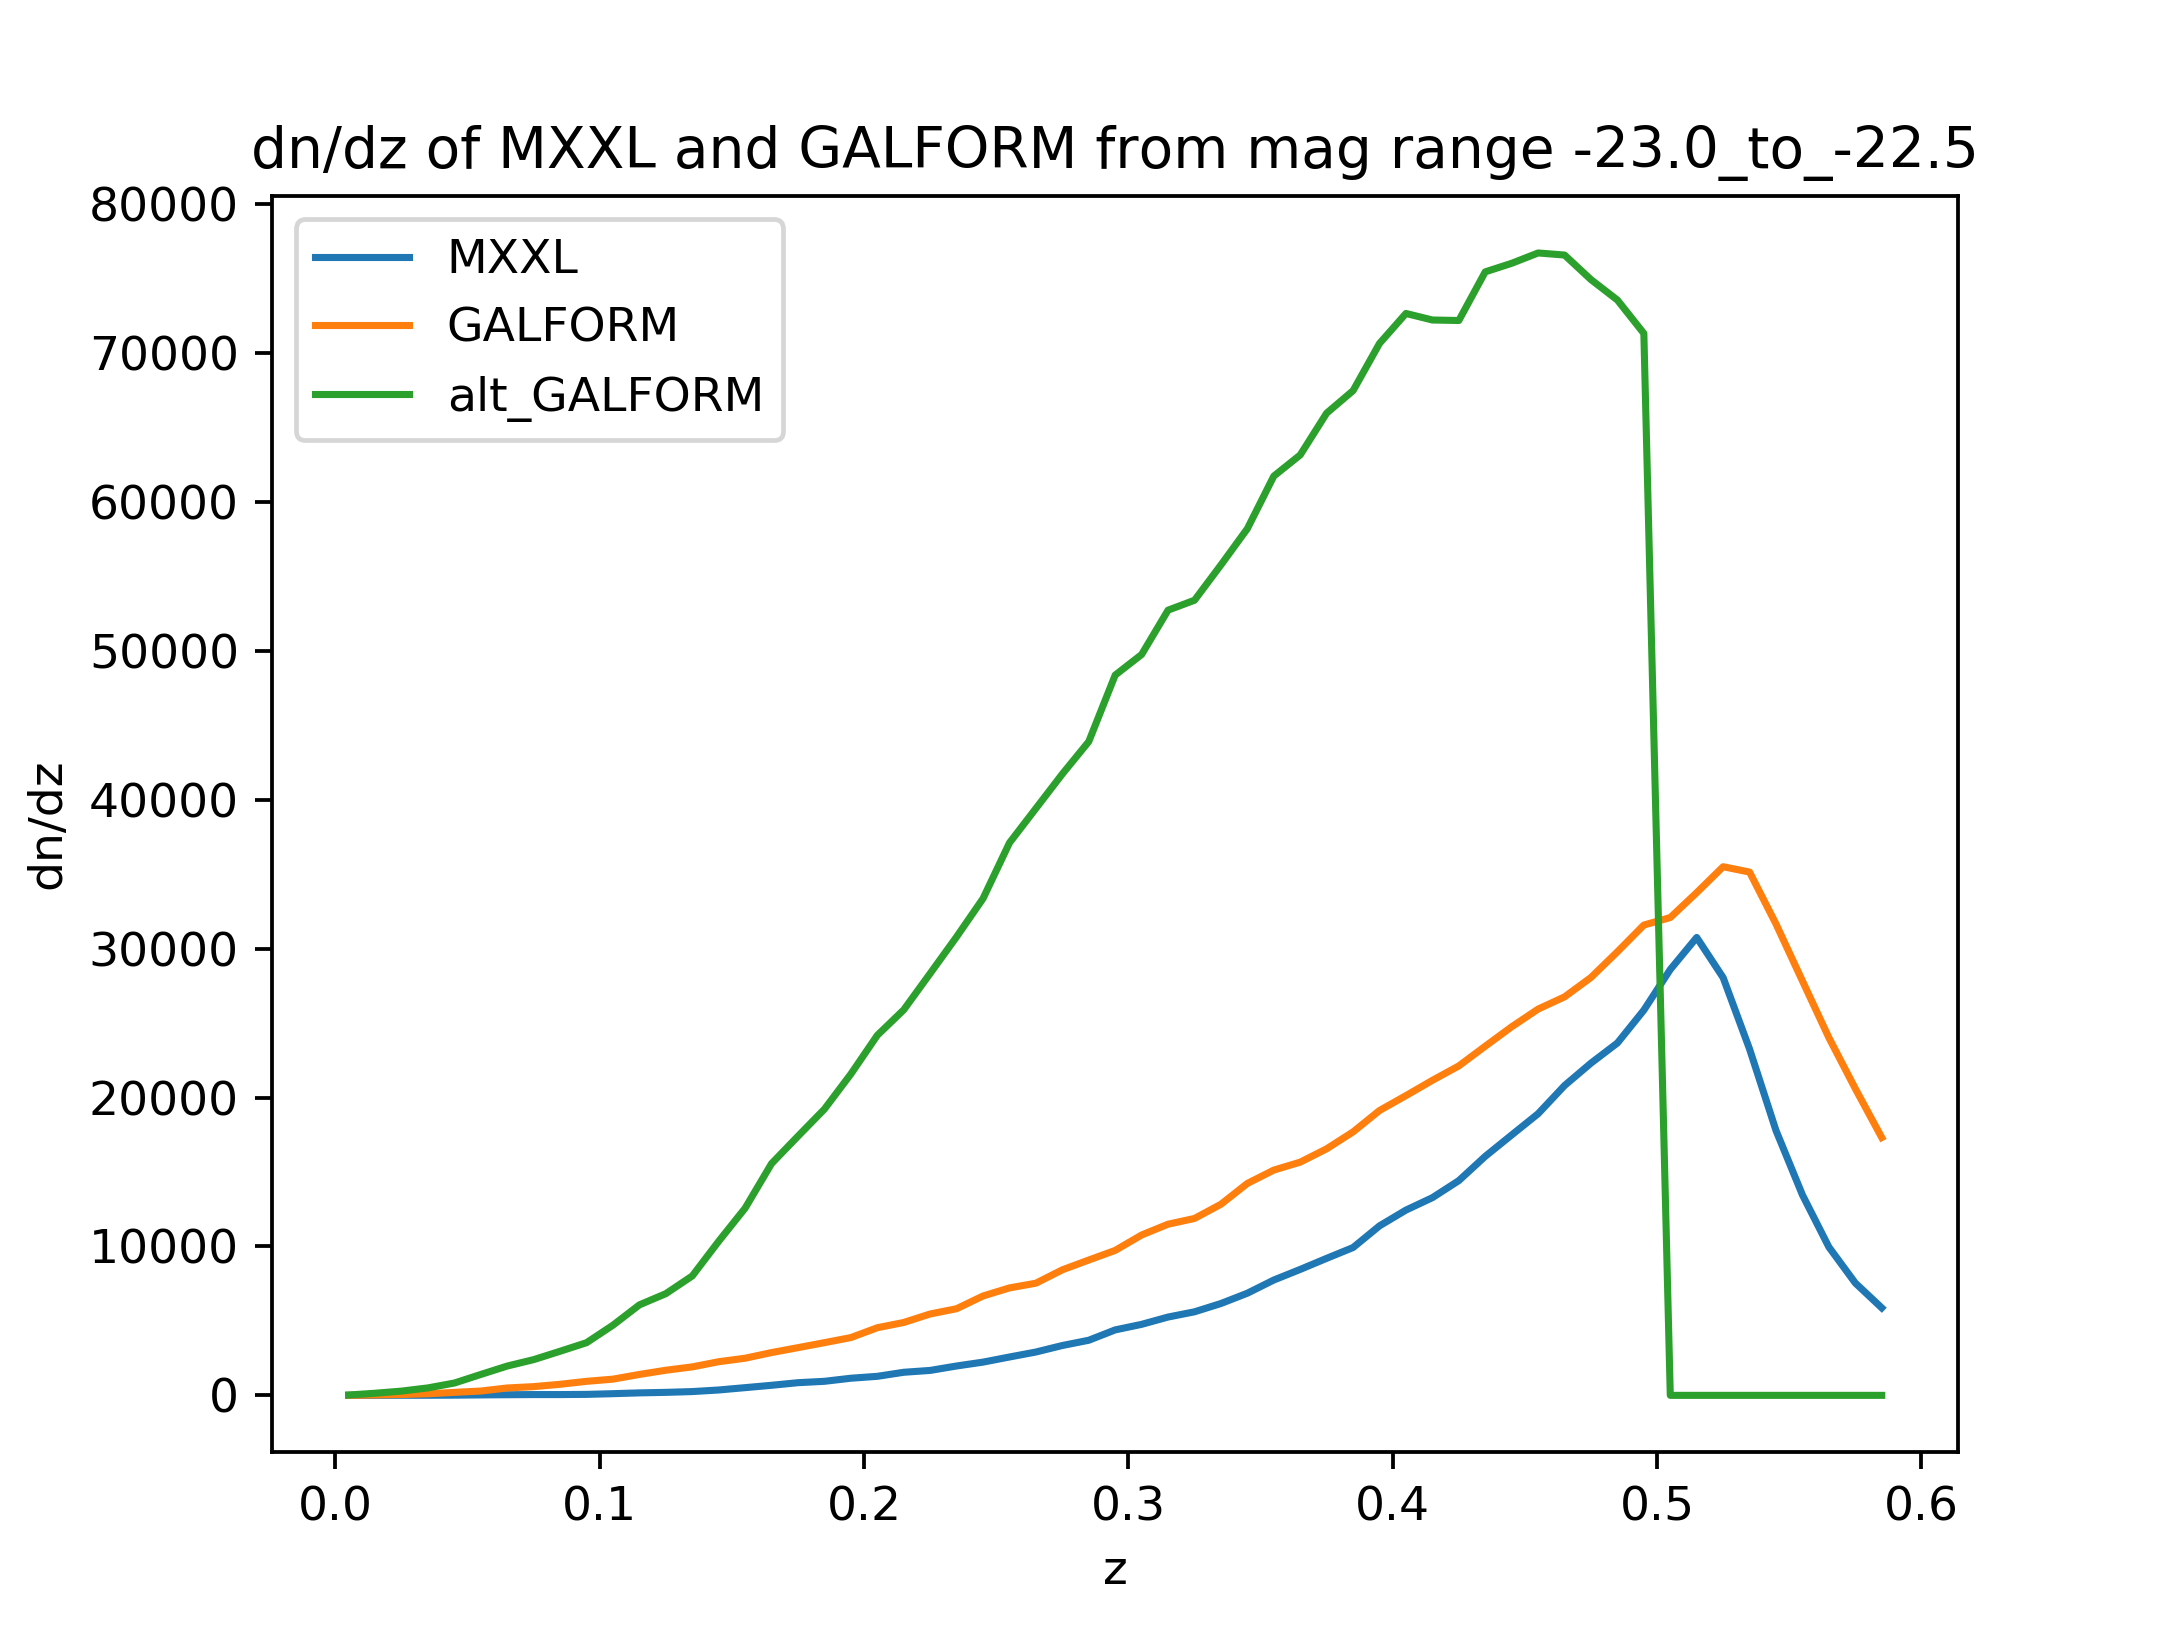 dn/dz of MXXL and GALFORM from mag range -23.0_to_-22.5
80000
70000
60000
50000
40000
30000
20000
10000
0
dn/dz
MXXL
GALFORM
alt_GALFORM
0.0 0.1 0.2 0.3 0.4 0.5 0.6
z